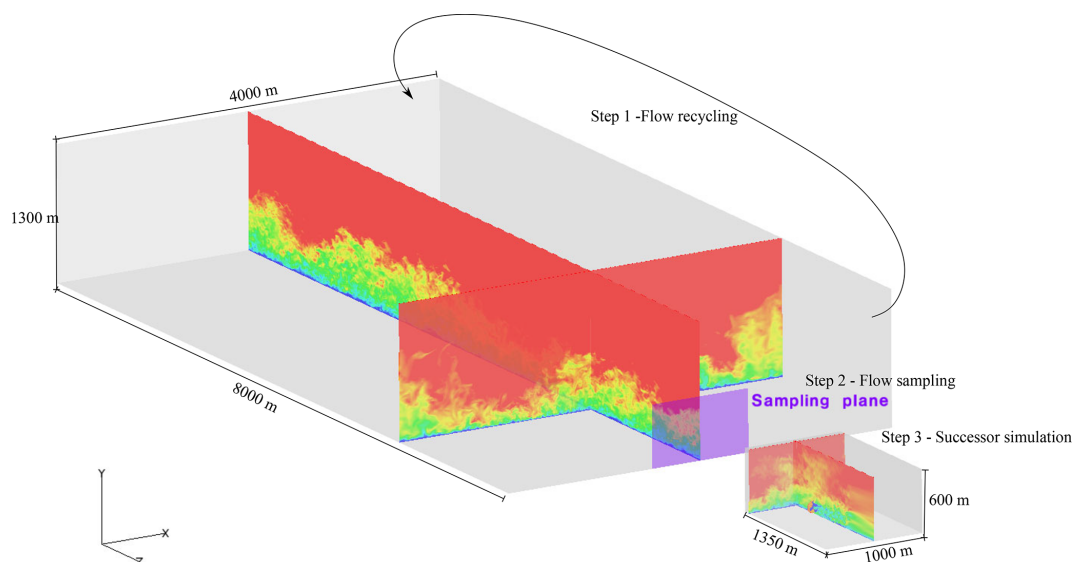 4000 m
Step 1 -Flow recycling
1300 m
8000 m
Step 2 - Flow sampling
Sampling plane
Step 3 - Successor simulation
600 m
1350 m
1000 m
Y
X
Z